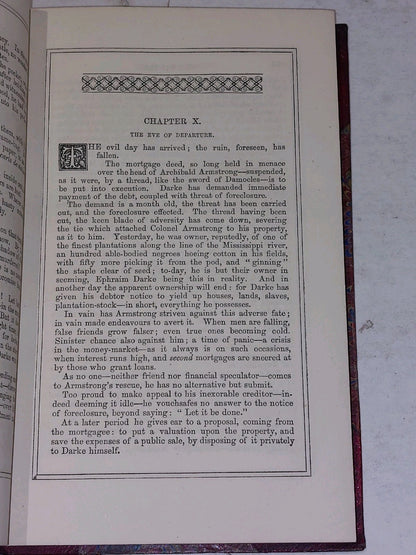 CHAPTER X.
THE EVE OF DEPARTURE.
THE evil day has arrived; the ruin, foreseen, has
fallen.
The mortgage deed, so long held in menace
over the head of Archibald Armstrong—suspended,
as it were, by a thread, like the sword of Damocles—is
to be put into execution. Darke has demanded immediate
payment of the debt, coupled with threat of foreclosure.
The demand is a month old, the threat has been carried
out, and the foreclosure effected. The thread having been
cut, the keen blade of adversity has come down, severing
the tie which attached Colonel Armstrong to his property,
as it to him. Yesterday, he was owner, reputedly, of one of
the finest plantations along the line of the Mississippi river,
an hundred able-bodied negroes hoeing cotton in his fields,
with fifty more picking it from the pod, and "ginning"
the staple clear of seed; to-day, he is but their owner in
seeming, Ephraim Darke being this in reality. And in
another day the apparent ownership will end: for Darke has
given his debtor notice to yield up houses, lands, slaves,
plantation-stock—in short, everything he possesses.
In vain has Armstrong striven against this adverse fate;
in vain made endeavours to avert it. When men are falling,
false friends grow falser; even true ones becoming cold.
Sinister chance also against him; a time of panic—a crisis
in the money-market—as it always is on such occasions,
when interest runs high, and second mortgages are sneered at
by those who grant loans.
As no one—neither friend nor financial speculator—comes
to Armstrong's rescue, he has no alternative but submit.
Too proud to make appeal to his inexorable creditor—in-
deed deeming it idle—he vouchsafes no answer to the notice
of foreclosure, beyond saying: "Let it be done."
At a later period he gives ear to a proposal, coming from
the mortgagee: to put a valuation upon the property, and
save the expenses of a public sale, by disposing of it privately
to Darke himself.